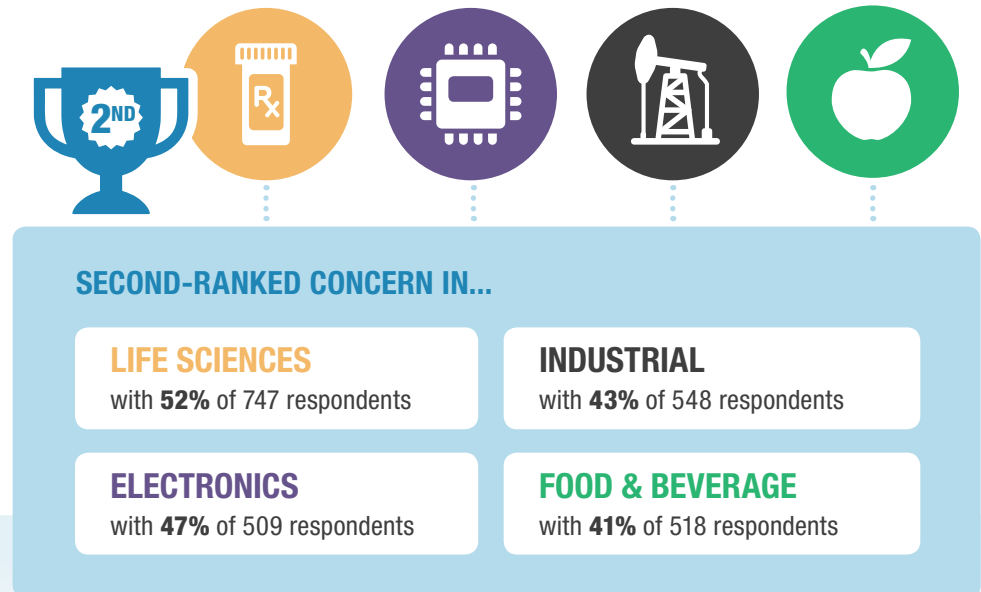 2ND
Rx
SECOND-RANKED CONCERN IN...
LIFE SCIENCES
with 52% of 747 respondents
INDUSTRIAL
with 43% of 548 respondents
ELECTRONICS
with 47% of 509 respondents
FOOD & BEVERAGE
with 41% of 518 respondents